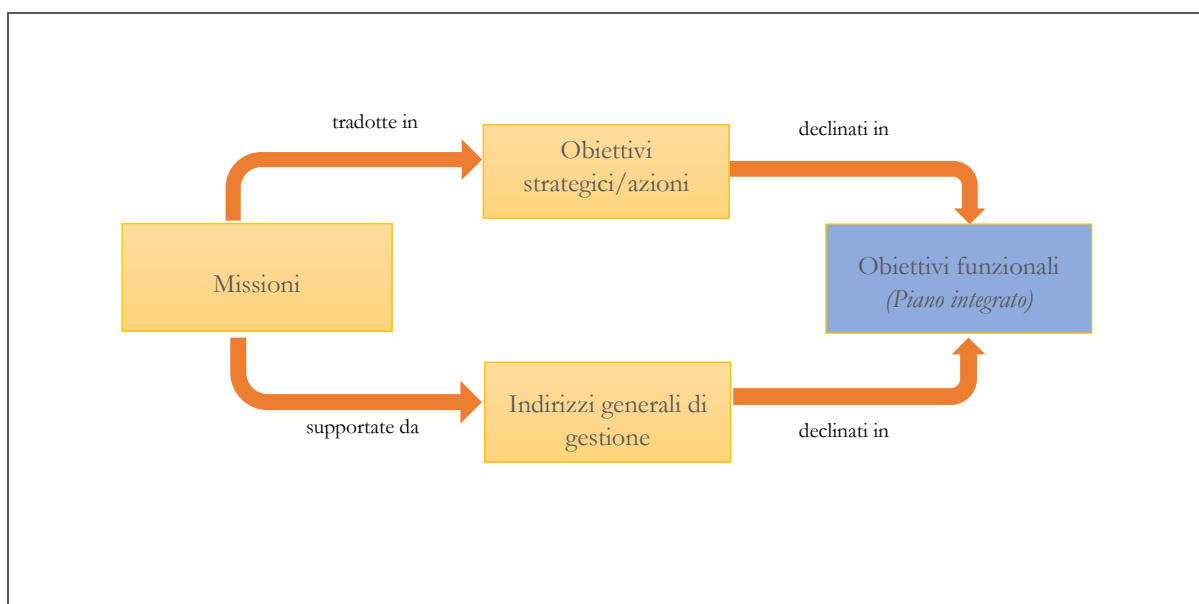 tradotte in
declinati in
Obiettivi
strategici/azioni
Missioni
Obiettivi funzionali
(Piano integrato)
Indirizzi generali di
gestione
supportate da
declinati in